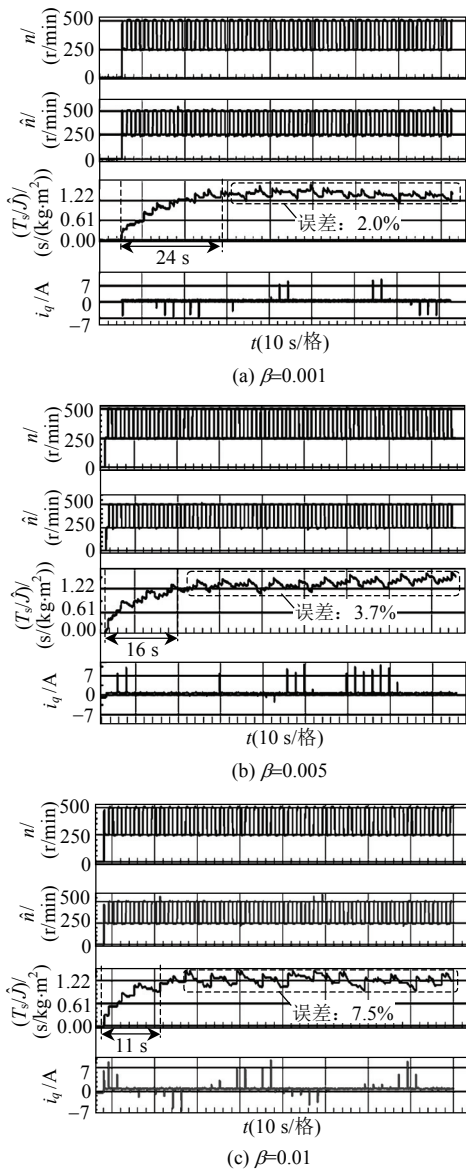 n/
(r/min)
500
250
0
n̂/
(r/min)
500
250
0
(Tₛ/Ĵ)/
(s/(kg·m²))
1.22
0.61
0.00
误差：2.0%
24 s
i_q/A
7
0
−7
t(10 s/格)
(a) β=0.001
n/
(r/min)
500
250
0
n̂/
(r/min)
500
250
0
(Tₛ/Ĵ)/
(s/(kg·m²))
1.22
0.61
0.00
误差：3.7%
16 s
i_q/A
7
0
−7
t(10 s/格)
(b) β=0.005
n/
(r/min)
500
250
0
n̂/
(r/min)
500
250
0
(Tₛ/Ĵ)/
(s/(kg·m²))
1.22
0.61
0.00
误差：7.5%
11 s
i_q/A
7
0
−7
t(10 s/格)
(c) β=0.01